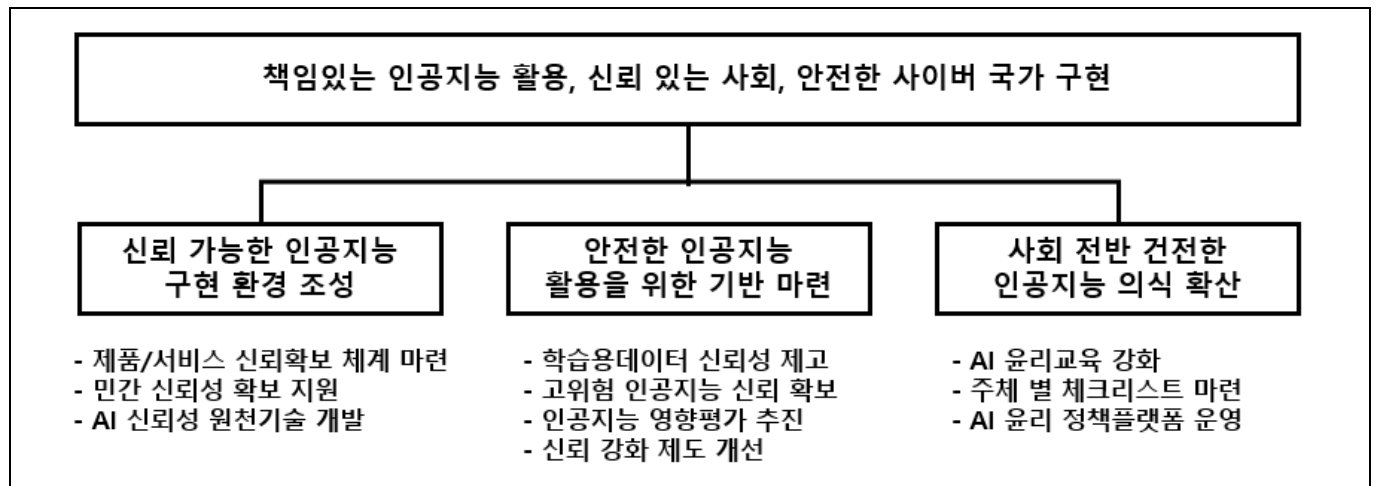 책임있는 인공지능 활용, 신뢰 있는 사회, 안전한 사이버 국가 구현
신뢰 가능한 인공지능
구현 환경 조성
- 제품/서비스 신뢰확보 체계 마련
- 민간 신뢰성 확보 지원
- AI 신뢰성 원천기술 개발
안전한 인공지능
활용을 위한 기반 마련
- 학습용데이터 신뢰성 제고
- 고위험 인공지능 신뢰 확보
- 인공지능 영향평가 추진
- 신뢰 강화 제도 개선
사회 전반 건전한
인공지능 의식 확산
- AI 윤리교육 강화
- 주체 별 체크리스트 마련
- AI 윤리 정책플랫폼 운영